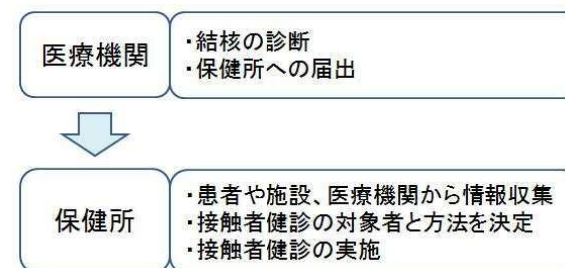 医療機関
・結核の診断
・保健所への届出
保健所
・患者や施設、医療機関から情報収集
・接触者健診の対象者と方法を決定
・接触者健診の実施